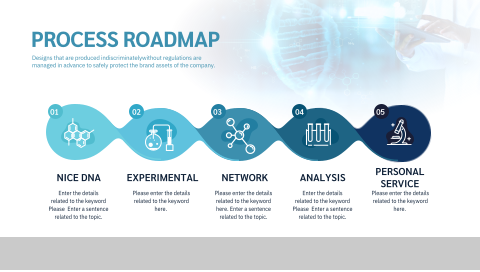 PROCESS ROADMAP
Designs that are produced indiscriminatelywithout regulations are
managed in advance to safely protect the brand assets of the company.
01
02
03
04
05
NICE DNA
Enter the details
related to the keyword
Please  Enter a sentence
related to the topic.
EXPERIMENTAL
Please enter the details
related to the keyword
here.
NETWORK
Please enter the details
related to the keyword
here. Enter a sentence
related to the topic.
ANALYSIS
Enter the details
related to the keyword
Please  Enter a sentence
related to the topic.
PERSONAL
SERVICE
Please enter the details
related to the keyword
here.